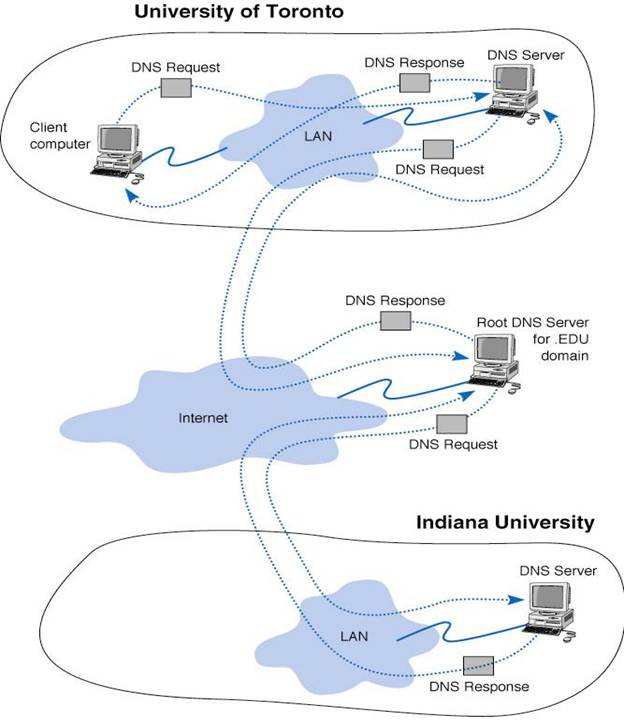 University of Toronto
DNS Request
DNS Response
DNS Server
Client
computer
LAN
DNS Request
DNS Response
Root DNS Server
for .EDU
domain
Internet
DNS Request
Indiana University
DNS Server
LAN
DNS Response